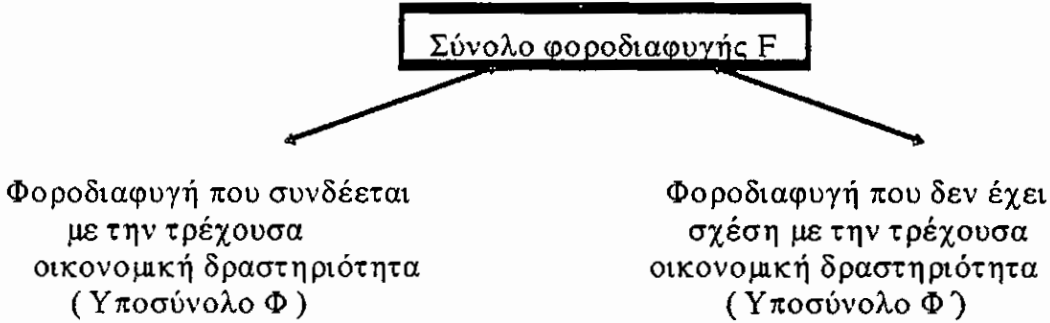 Σύνολο φοροδιαφυγής F
Φοροδιαφυγή που συνδέεται
με την τρέχουσα
οικονομική δραστηριότητα
( Υποσύνολο Φ )
Φοροδιαφυγή που δεν έχει
σχέση με την τρέχουσα
οικονομική δραστηριότητα
( Υποσύνολο Φ΄)